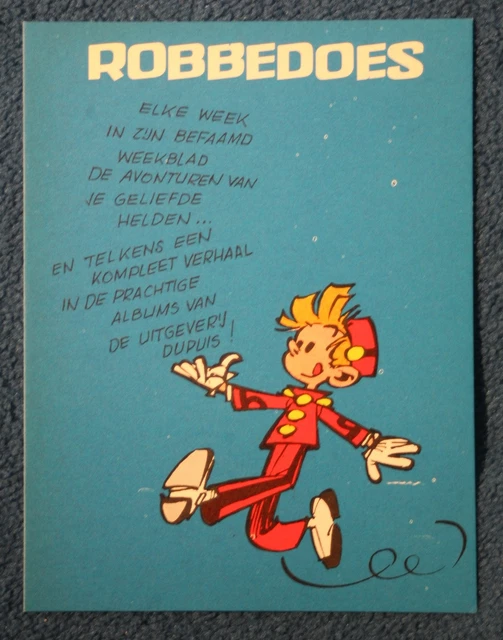 ROBBEDOES
ELKE WEEK
IN ZIJN BEFAAMD
WEEKBLAD
DE AVONTUREN VAN
JE GELIEFDE
HELDEN...
EN TELKENS EEN
KOMPLEET VERHAAL
IN DE PRACHTIGE
ALBUMS VAN
DE UITGEVERIJ
DUPUIS!